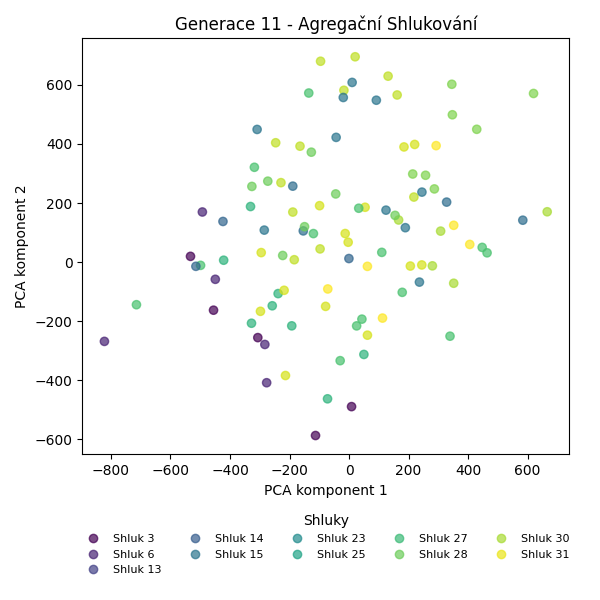 Generace 11 - Agregační Shlukování
600
400
200
0
−200
−400
−600
PCA komponent 2
−800 −600 −400 −200 0 200 400 600
PCA komponent 1
Shluky
Shluk 3 Shluk 14 Shluk 23 Shluk 27 Shluk 30
Shluk 6 Shluk 15 Shluk 25 Shluk 28 Shluk 31
Shluk 13